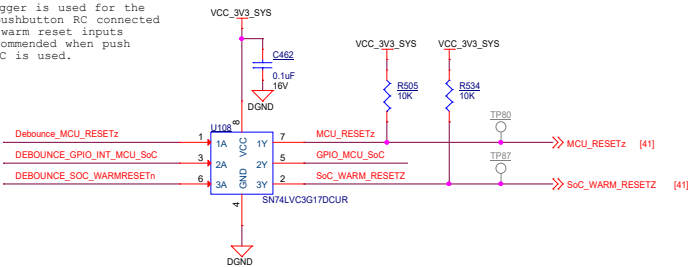 gger is used for the
pushbutton RC connected
warm reset inputs
ommended when push
C is used.
VCC_3V3_SYS
C462
0.1uF
16V
DGND
VCC_3V3_SYS
VCC_3V3_SYS
R505
10K
R534
10K
TP80
U108
8
VCC
Debounce_MCU_RESETz
1
1A
1Y
7
MCU_RESETz
MCU_RESETz [41]
DEBOUNCE_GPIO_INT_MCU_SoC
3
2A
2Y
5
GPIO_MCU_SoC
TP87
DEBOUNCE_SOC_WARMRESETn
6
3A
3Y
2
SoC_WARM_RESETZ
SoC_WARM_RESETZ [41]
GND
4
SN74LVC3G17DCUR
DGND